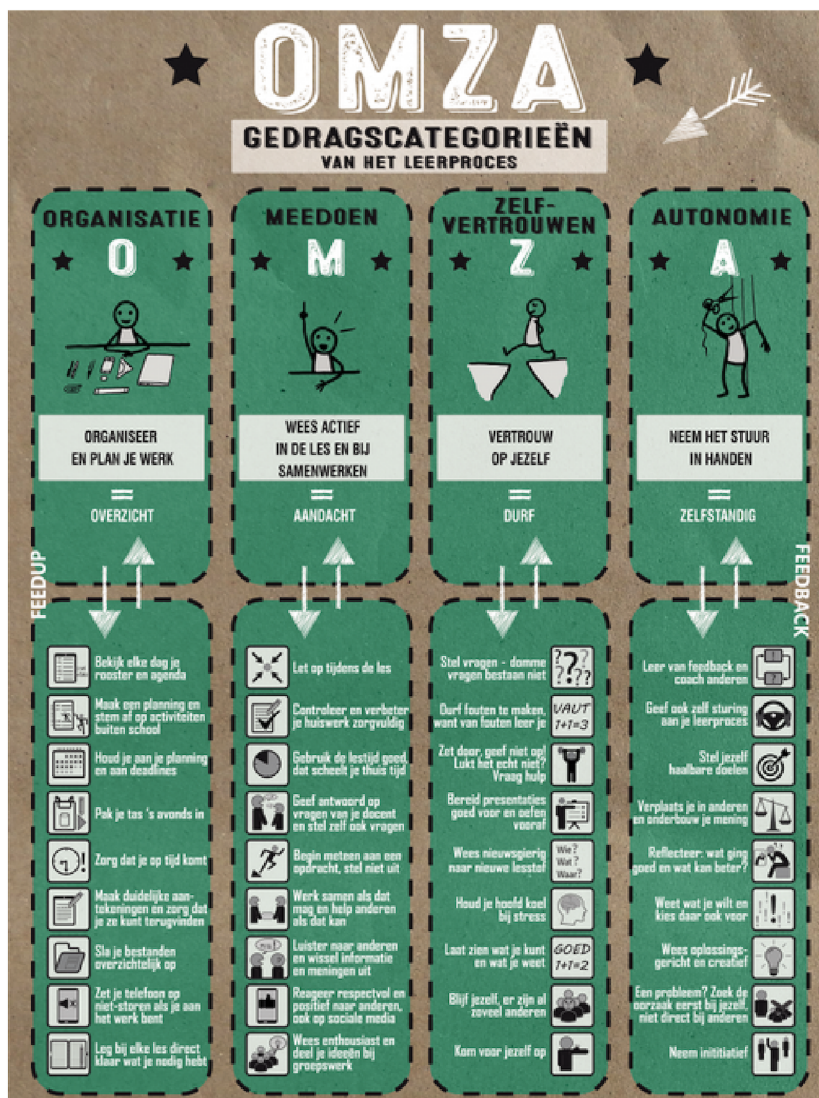 OMZA
GEDRAGSCATEGORIEËN
VAN HET LEERPROCES
ORGANISATIE
O
ORGANISEER
EN PLAN JE WERK
=
OVERZICHT
MEEDOEN
M
WEES ACTIEF
IN DE LES EN BIJ
SAMENWERKEN
=
AANDACHT
ZELF-
VERTROUWEN
Z
VERTROUW
OP JEZELF
=
DURF
AUTONOMIE
A
NEEM HET STUUR
IN HANDEN
=
ZELFSTANDIG
FEEDUP
FEEDBACK
Bekijk elke dag je
rooster en agenda
Maak een planning en
stem af op activiteiten
buiten school
Houd je aan je planning
en aan deadlines
Pak je tas 's avonds in
Zorg dat je op tijd komt
Maak duidelijke aan-
tekeningen en zorg dat
je ze kunt terugvinden
Sla je bestanden
overzichtelijk op
Zet je telefoon op
niet-storen als je aan
het werk bent
Leg bij elke les direct
klaar wat je nodig hebt
Let op tijdens de les
Controleer en verbeter
je huiswerk zorgvuldig
Gebruik de lestijd goed,
dat scheelt je thuis tijd
Geef antwoord op
vragen van je docent
en stel zelf ook vragen
Begin meteen aan een
opdracht, stel niet uit
Werk samen als dat
mag en help anderen
als dat kan
Luister naar anderen
en wissel informatie
en meningen uit
Reageer respectvol en
positief naar anderen,
ook op sociale media
Wees enthousiast en
deel je ideeën bij
groepswerk
Stel vragen - domme
vragen bestaan niet
????
???
Durf fouten te maken,
want van fouten leer je
VAUT
1+1=3
Zet door, geef niet op!
Lukt het echt niet?
Vraag hulp
Bereid presentaties
goed voor en oefen
vooraf
Wees nieuwsgierig
naar nieuwe lesstof
Wie?
Wat?
Waar?
Houd je hoofd koel
bij stress
Laat zien wat je kunt
en wat je weet
GOED
1+1=2
Blijf jezelf, er zijn al
zoveel anderen
Kom voor jezelf op
Leer van feedback en
coach anderen
Geef ook zelf sturing
aan je leerproces
Stel jezelf
haalbare doelen
Verplaats je in anderen
en onderbouw je mening
Reflecteer: wat ging
goed en wat kan beter?
Weet wat je wilt en
kies daar ook voor
Wees oplossings-
gericht en creatief
Een probleem? Zoek de
oorzaak eerst bij jezelf,
niet direct bij anderen
Neem inititiatief